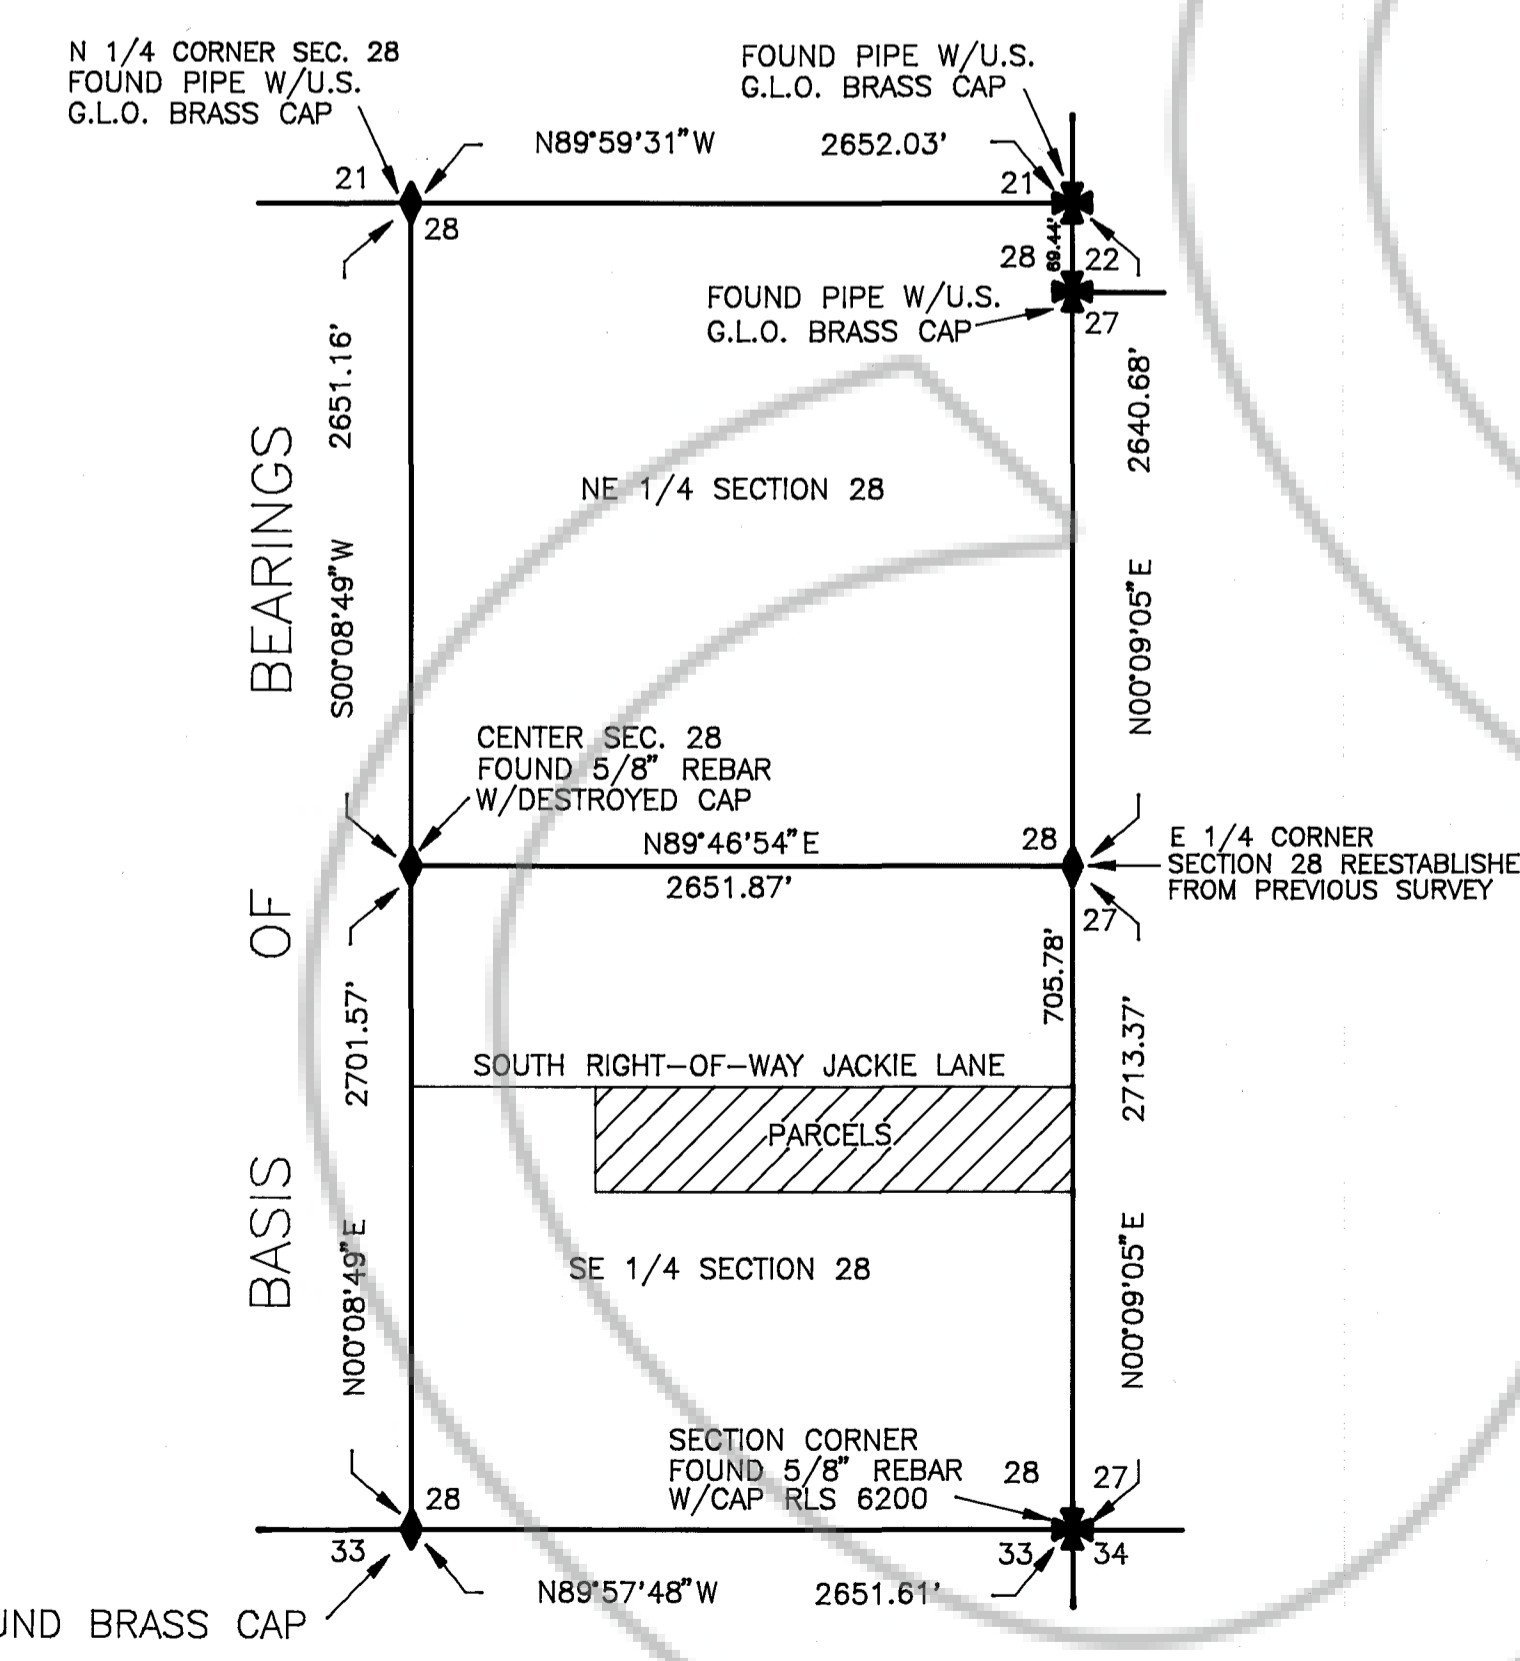 N 1/4 CORNER SEC. 28
FOUND PIPE W/U.S.
G.L.O. BRASS CAP
FOUND PIPE W/U.S.
G.L.O. BRASS CAP
N89°59'31"W 2652.03'
21
28
21
28
69.44'
22
27
FOUND PIPE W/U.S.
G.L.O. BRASS CAP
2651.16'
S00°08'49"W
2640.68'
N00°09'05"E
NE 1/4 SECTION 28
BASIS OF BEARINGS
CENTER SEC. 28
FOUND 5/8" REBAR
W/DESTROYED CAP
N89°46'54"E
2651.87'
28
27
E 1/4 CORNER
SECTION 28 REESTABLISHE
FROM PREVIOUS SURVEY
705.78'
2701.57'
N00°08'49"E
2713.37'
N00°09'05"E
SOUTH RIGHT-OF-WAY JACKIE LANE
PARCELS
SE 1/4 SECTION 28
SECTION CORNER
FOUND 5/8" REBAR
W/CAP RLS 6200
28
27
28
33
33
34
N89°57'48"W 2651.61'
UND BRASS CAP